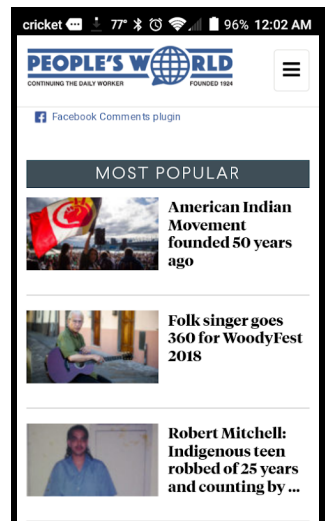 cricket 77° 96% 12:02 AM
PEOPLE'S WORLD
CONTINUING THE DAILY WORKER FOUNDED 1924
Facebook Comments plugin
MOST POPULAR
American Indian
Movement
founded 50 years
ago
Folk singer goes
360 for WoodyFest
2018
Robert Mitchell:
Indigenous teen
robbed of 25 years
and counting by ...